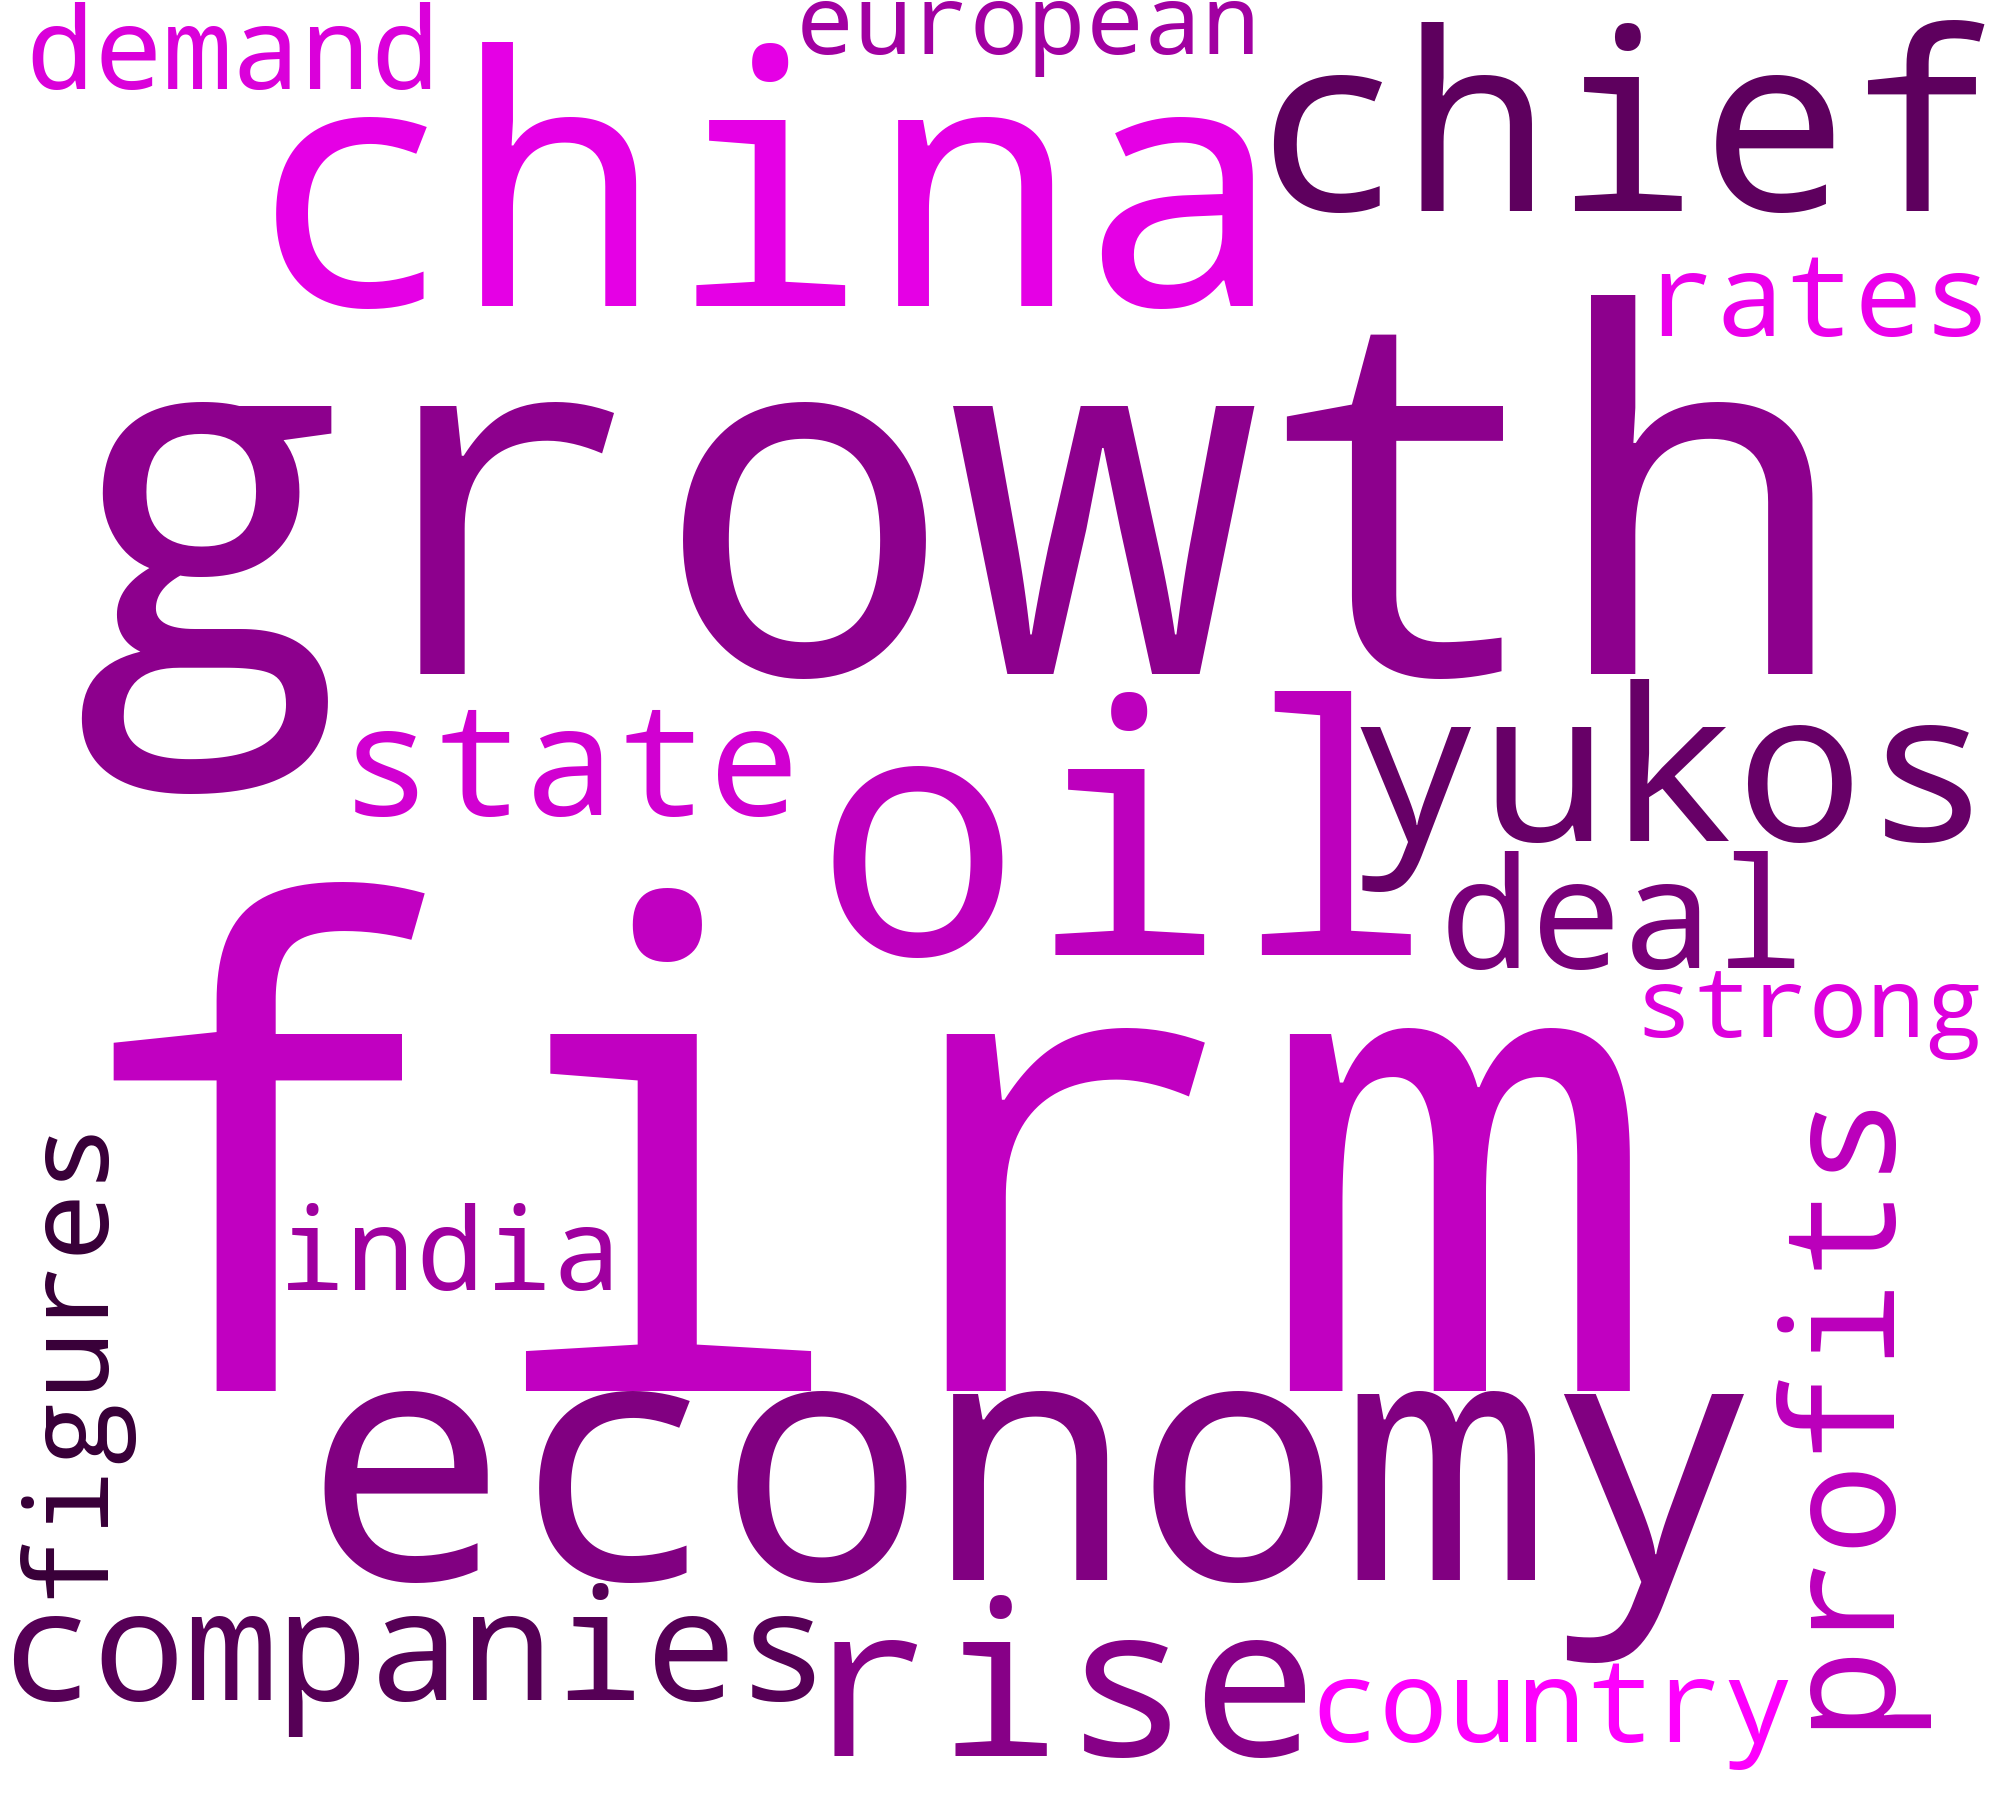 demand
european
china
chief
rates
growth
state
oil
yukos
deal
strong
firm
figures
india
profits
economy
companies
rise
country